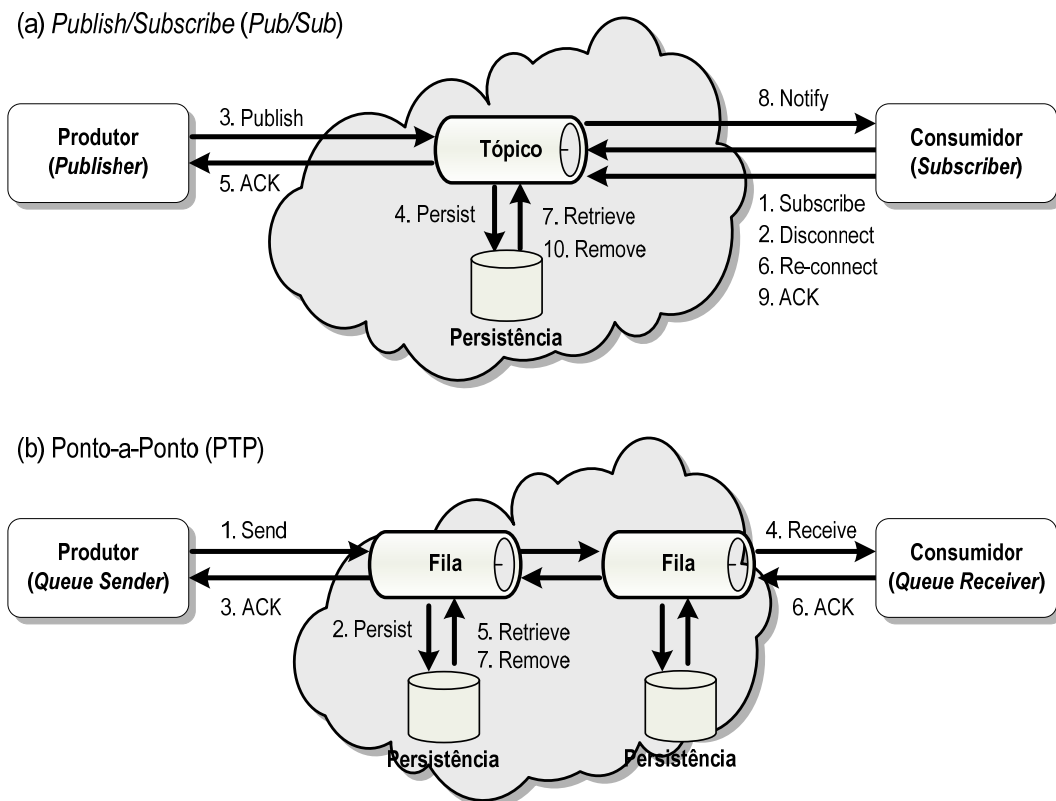 (a) Publish/Subscribe (Pub/Sub)
Produtor
(Publisher)
3. Publish
5. ACK
Tópico
4. Persist
7. Retrieve
10. Remove
Persistência
8. Notify
1. Subscribe
2. Disconnect
6. Re-connect
9. ACK
Consumidor
(Subscriber)
(b) Ponto-a-Ponto (PTP)
Produtor
(Queue Sender)
1. Send
3. ACK
Fila
2. Persist
5. Retrieve
7. Remove
Persistência
Fila
Persistência
4. Receive
6. ACK
Consumidor
(Queue Receiver)